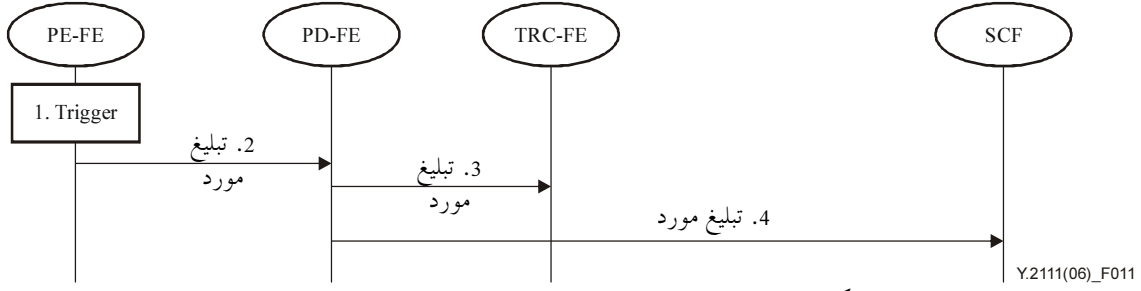 PE-FE
PD-FE
TRC-FE
SCF
1. Trigger
2. تبليغ
مورد
3. تبليغ
مورد
4. تبليغ مورد
Y.2111(06)_F011